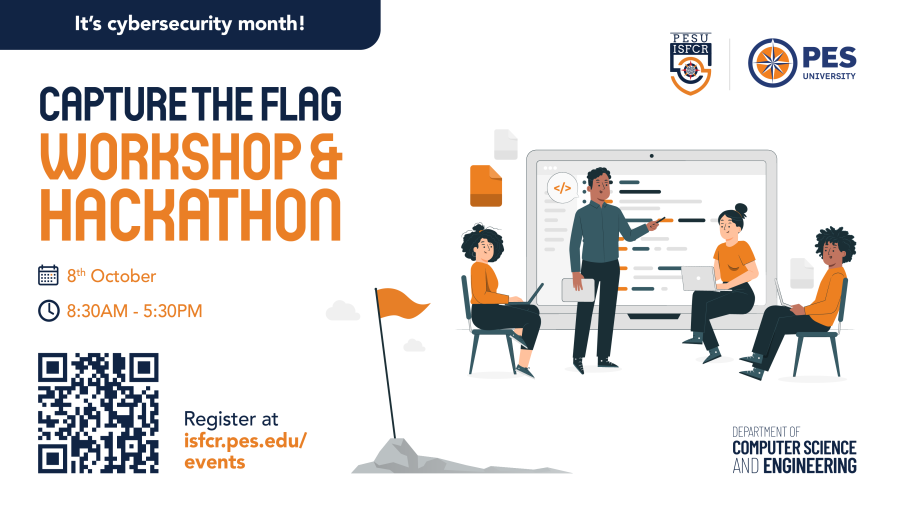 It's cybersecurity month!
PESU
ISFCR
PES
UNIVERSITY
CAPTURE THE FLAG
WORKSHOP &
HACKATHON
</>
8th October
8:30AM - 5:30PM
Register at
isfcr.pes.edu/
events
DEPARTMENT OF
COMPUTER SCIENCE
AND ENGINEERING